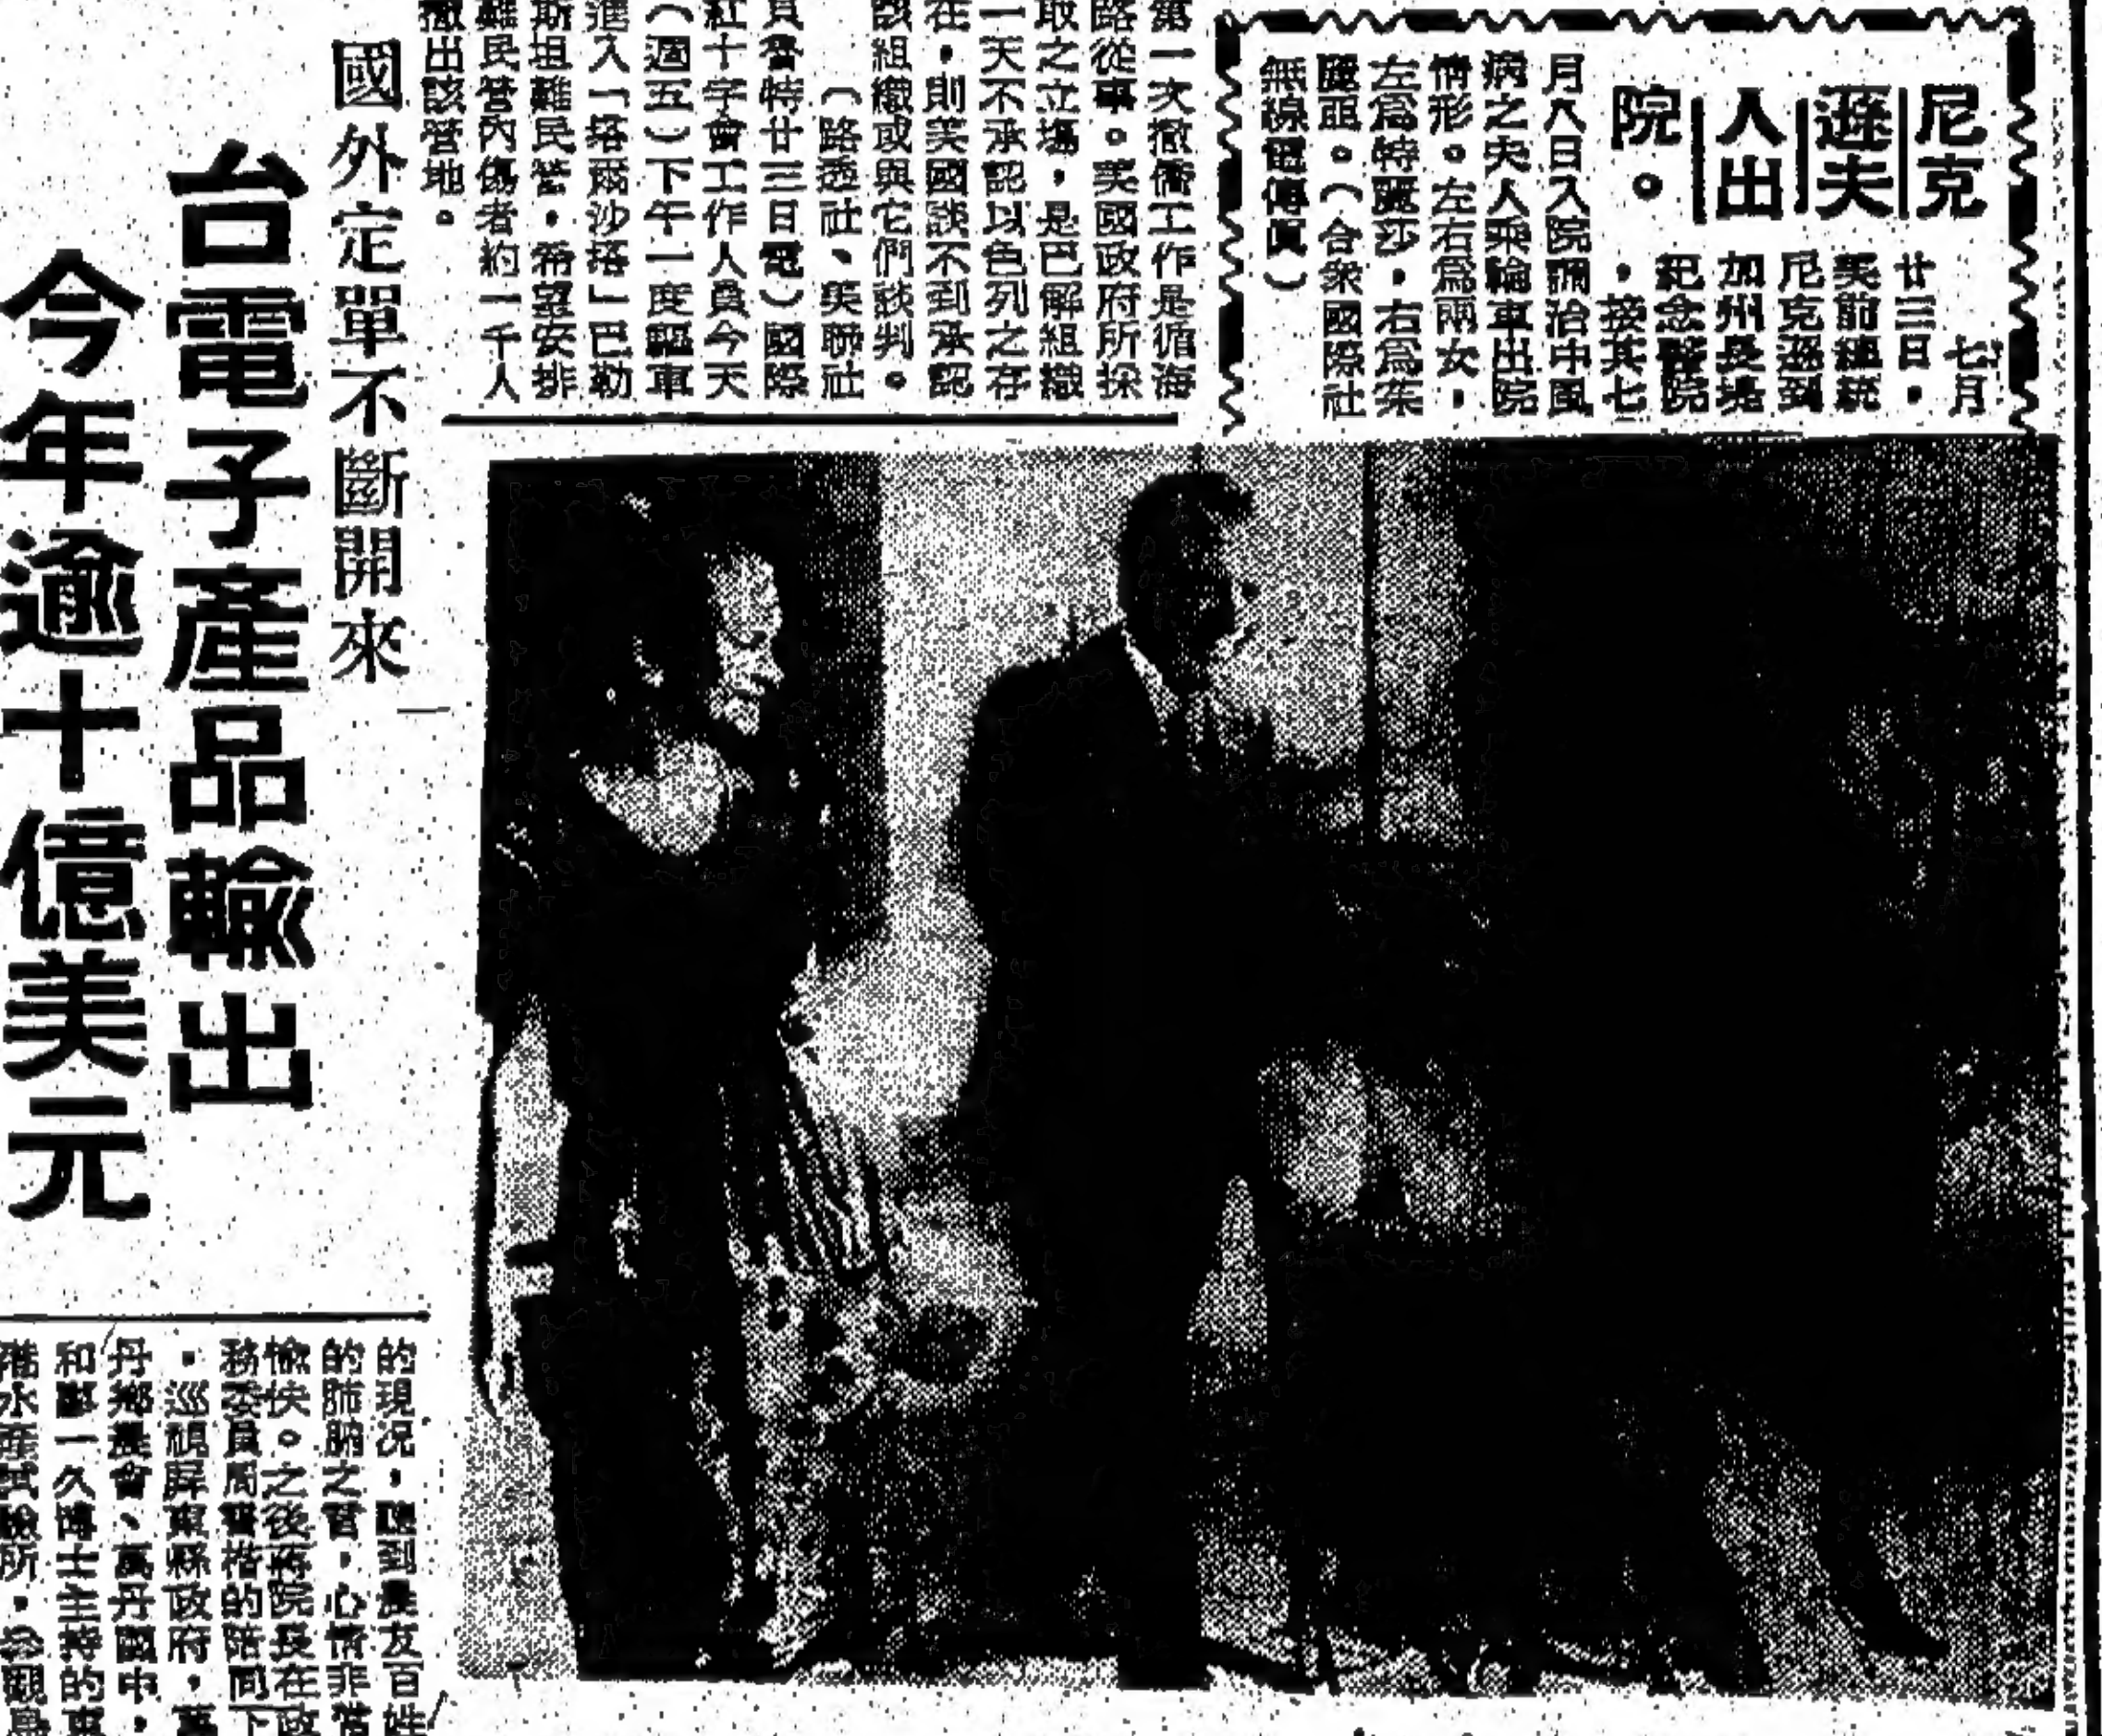 尼克
遜夫
人出
院。
七月
廿三日，
美前總統
尼克遜到
加州長堤
紀念醫院
，接其七
月八日入院調治中風
病之夫人乘輪車出院
情形。左右為兩女，
左為特麗莎，右為茱
麗亞。（合衆國際社
無線電傳眞）
第一次撤僑工作是循海
路從事。美國政府所採
取之立塲，是巴解組織
一天不承認以色列之存
在，則美國談不到承認
該組織或與它們談判。
（路透社、美聯社
貝魯特廿三日電）國際
紅十字會工作人員今天
（週五）下午一度驅車
進入「塔爾沙塔」巴勒
斯坦難民營，希望安排
難民營內傷者約一千人
撤出該營地。
國外定單不斷開來
台電子產品輸出
今年逾十億美元
的現況，聽到農友百姓
的肺腑之言，心情非常
愉快。之後蔣院長在政
務委員周書楷的陪同下
，巡視屏東縣政府，萬
丹鄉農會、萬丹國中，
和廖一久博士主持的東
港水產試驗所，參觀烏